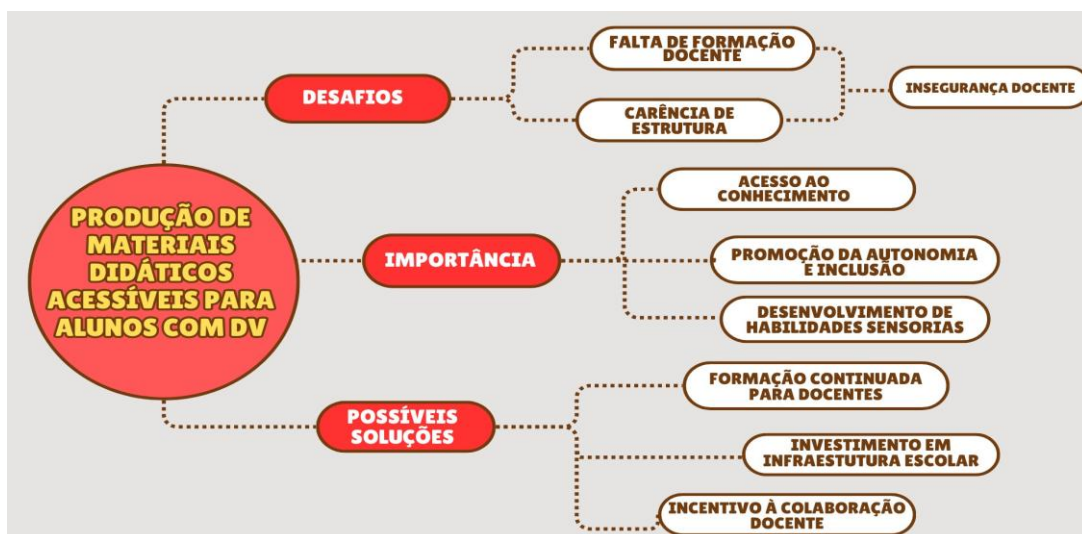 PRODUÇÃO DE
MATERIAIS
DIDÁTICOS
ACESSÍVEIS PARA
ALUNOS COM DV
DESAFIOS
FALTA DE FORMAÇÃO
DOCENTE
CARÊNCIA DE
ESTRUTURA
INSEGURANÇA DOCENTE
IMPORTÂNCIA
ACESSO AO
CONHECIMENTO
PROMOÇÃO DA AUTONOMIA
E INCLUSÃO
DESENVOLVIMENTO DE
HABILIDADES SENSORIAS
POSSÍVEIS
SOLUÇÕES
FORMAÇÃO CONTINUADA
PARA DOCENTES
INVESTIMENTO EM
INFRAESTUTURA ESCOLAR
INCENTIVO À COLABORAÇÃO
DOCENTE